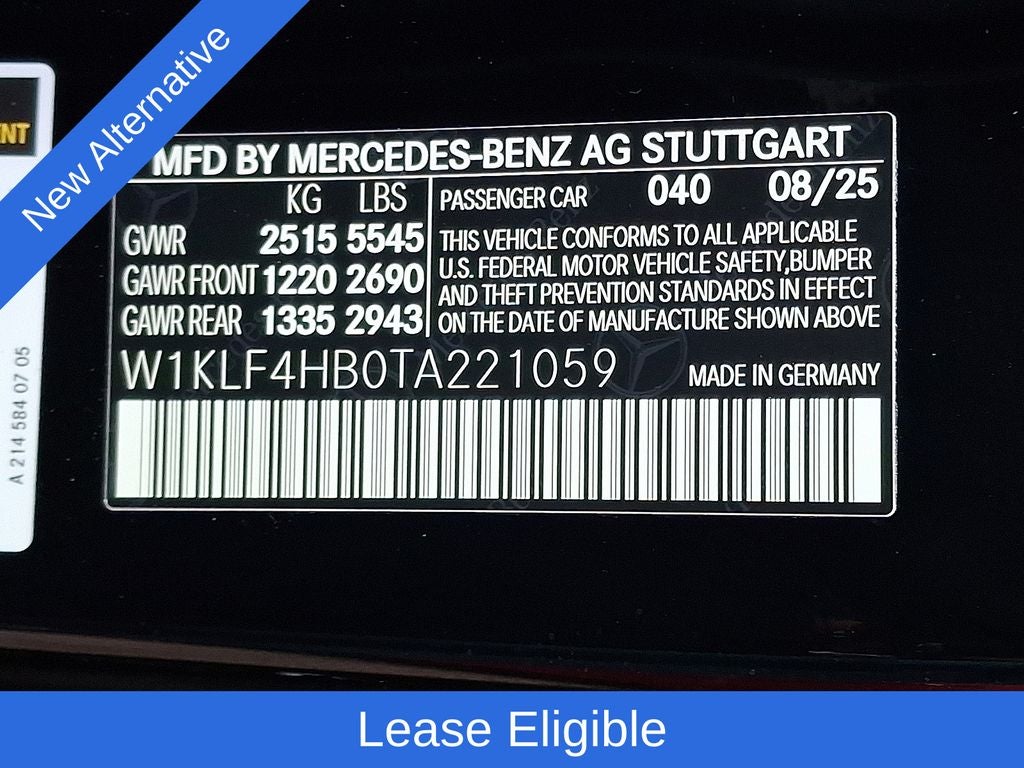 New Alternative
ENT
MFD BY MERCEDES-BENZ AG STUTTGART
KG LBS
GVWR 2515 5545
GAWR FRONT 1220 2690
GAWR REAR 1335 2943
PASSENGER CAR 040 08/25
THIS VEHICLE CONFORMS TO ALL APPLICABLE
U.S. FEDERAL MOTOR VEHICLE SAFETY,BUMPER
AND THEFT PREVENTION STANDARDS IN EFFECT
ON THE DATE OF MANUFACTURE SHOWN ABOVE
W1KLF4HB0TA221059
MADE IN GERMANY
A 214 584 07 05
Lease Eligible